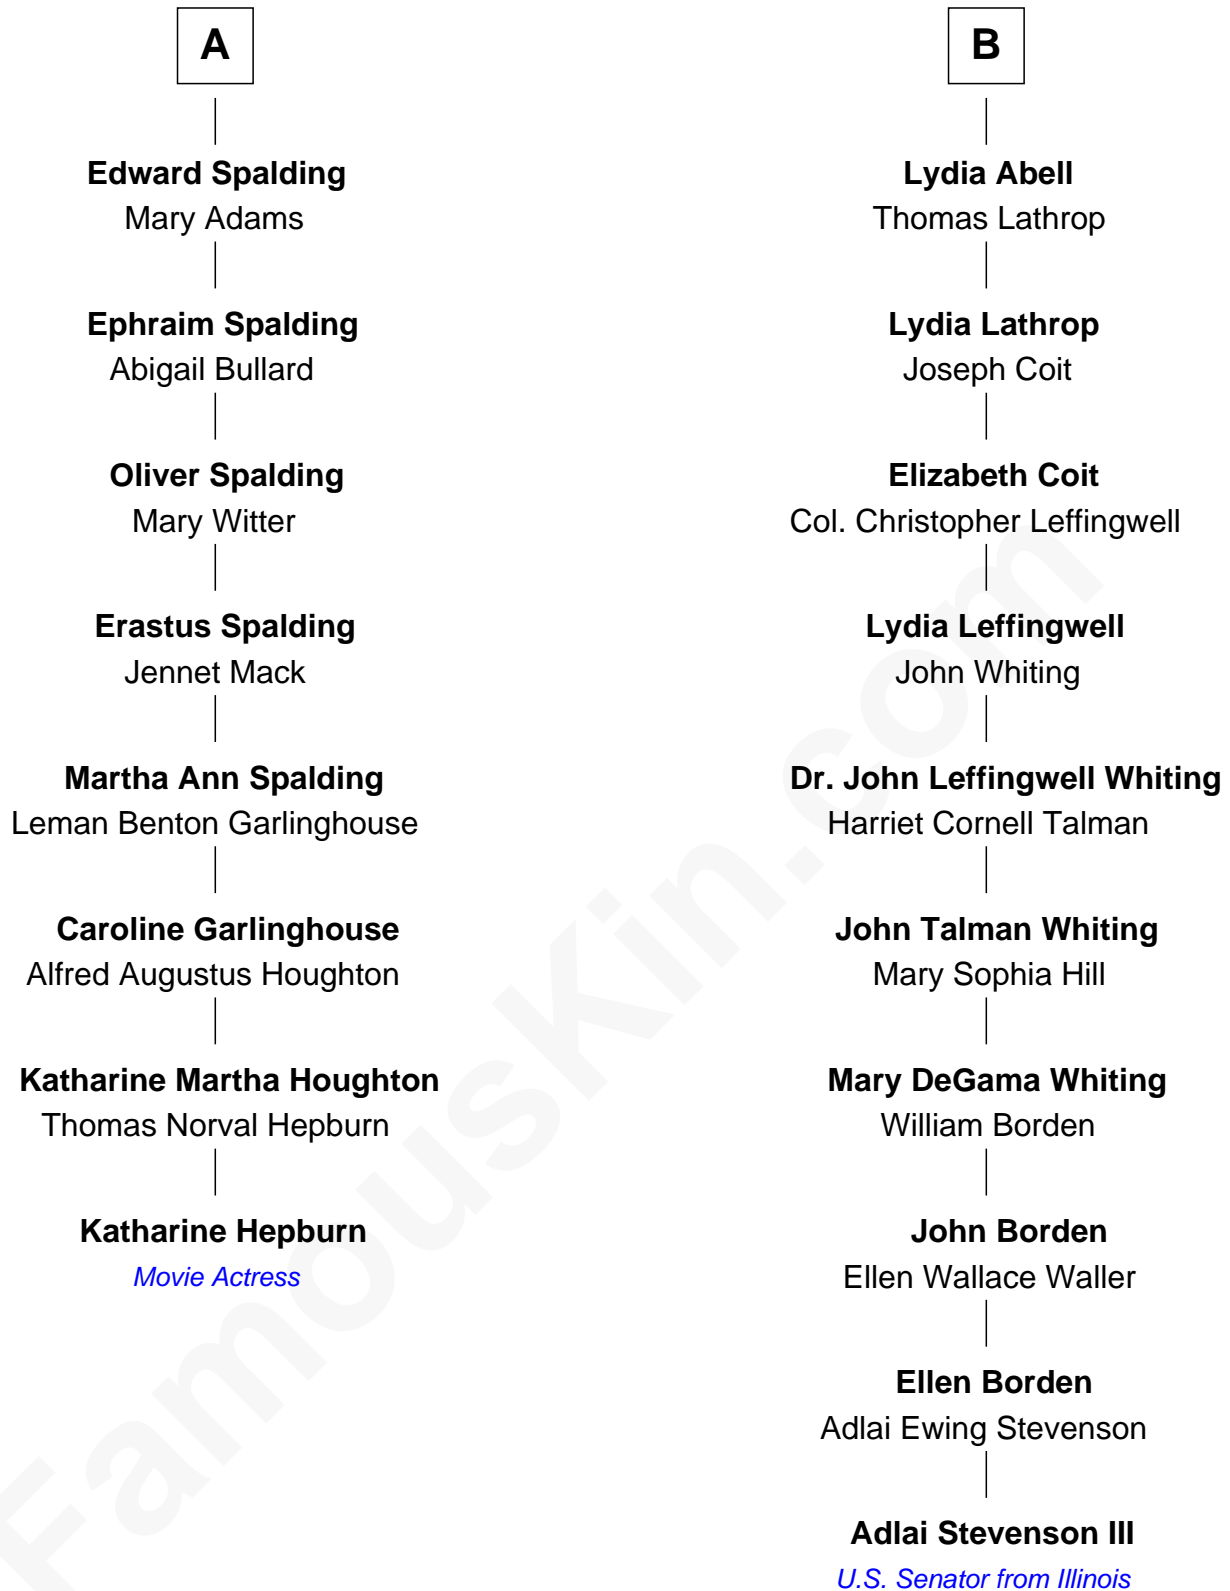 A
Edward Spalding
Mary Adams
Ephraim Spalding
Abigail Bullard
Oliver Spalding
Mary Witter
Erastus Spalding
Jennet Mack
Martha Ann Spalding
Leman Benton Garlinghouse
Caroline Garlinghouse
Alfred Augustus Houghton
Katharine Martha Houghton
Thomas Norval Hepburn
Katharine Hepburn
Movie Actress
B
Lydia Abell
Thomas Lathrop
Lydia Lathrop
Joseph Coit
Elizabeth Coit
Col. Christopher Leffingwell
Lydia Leffingwell
John Whiting
Dr. John Leffingwell Whiting
Harriet Cornell Talman
John Talman Whiting
Mary Sophia Hill
Mary DeGama Whiting
William Borden
John Borden
Ellen Wallace Waller
Ellen Borden
Adlai Ewing Stevenson
Adlai Stevenson III
U.S. Senator from Illinois
FamousKin.com